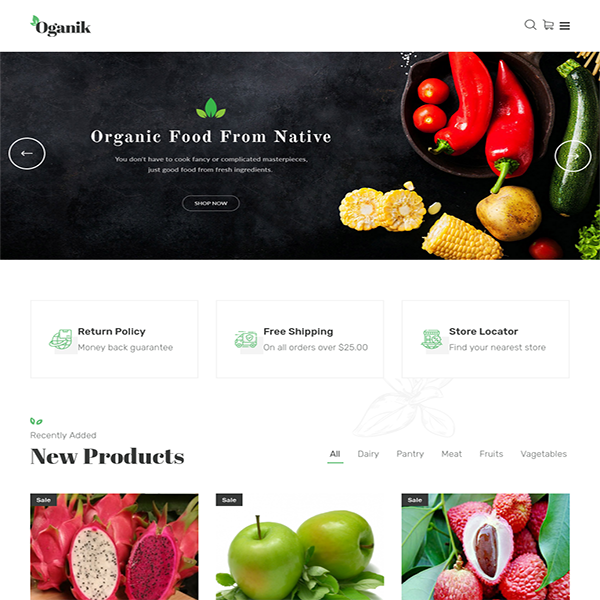 Oganik
Organic Food From Native
You don't have to cook fancy or complicated masterpieces,
just good food from fresh ingredients.
SHOP NOW
Return Policy
Money back guarantee
Free Shipping
On all orders over $25.00
Store Locator
Find your nearest store
Recently Added
New Products
All Dairy Pantry Meat Fruits Vagetables
Sale Sale Sale